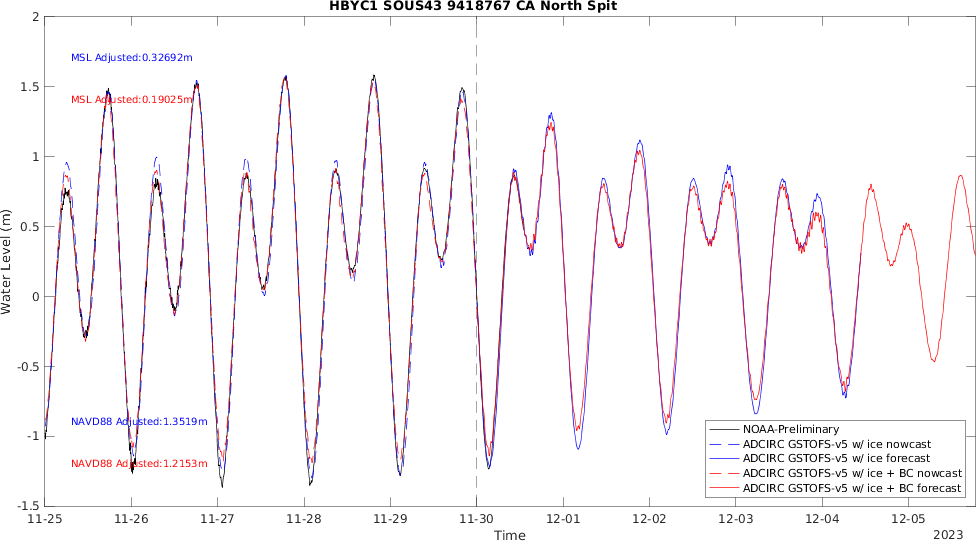 HBYC1 SOUS43 9418767 CA North Spit
2
1.5
1
0.5
0
-0.5
-1
-1.5
Water Level (m)
MSL Adjusted:0.32692m
MSL Adjusted:0.19025m
NAVD88 Adjusted:1.3519m
NAVD88 Adjusted:1.2153m
NOAA-Preliminary
ADCIRC GSTOFS-v5 w/ ice nowcast
ADCIRC GSTOFS-v5 w/ ice forecast
ADCIRC GSTOFS-v5 w/ ice + BC nowcast
ADCIRC GSTOFS-v5 w/ ice + BC forecast
11-25 11-26 11-27 11-28 11-29 11-30 12-01 12-02 12-03 12-04 12-05
Time
2023